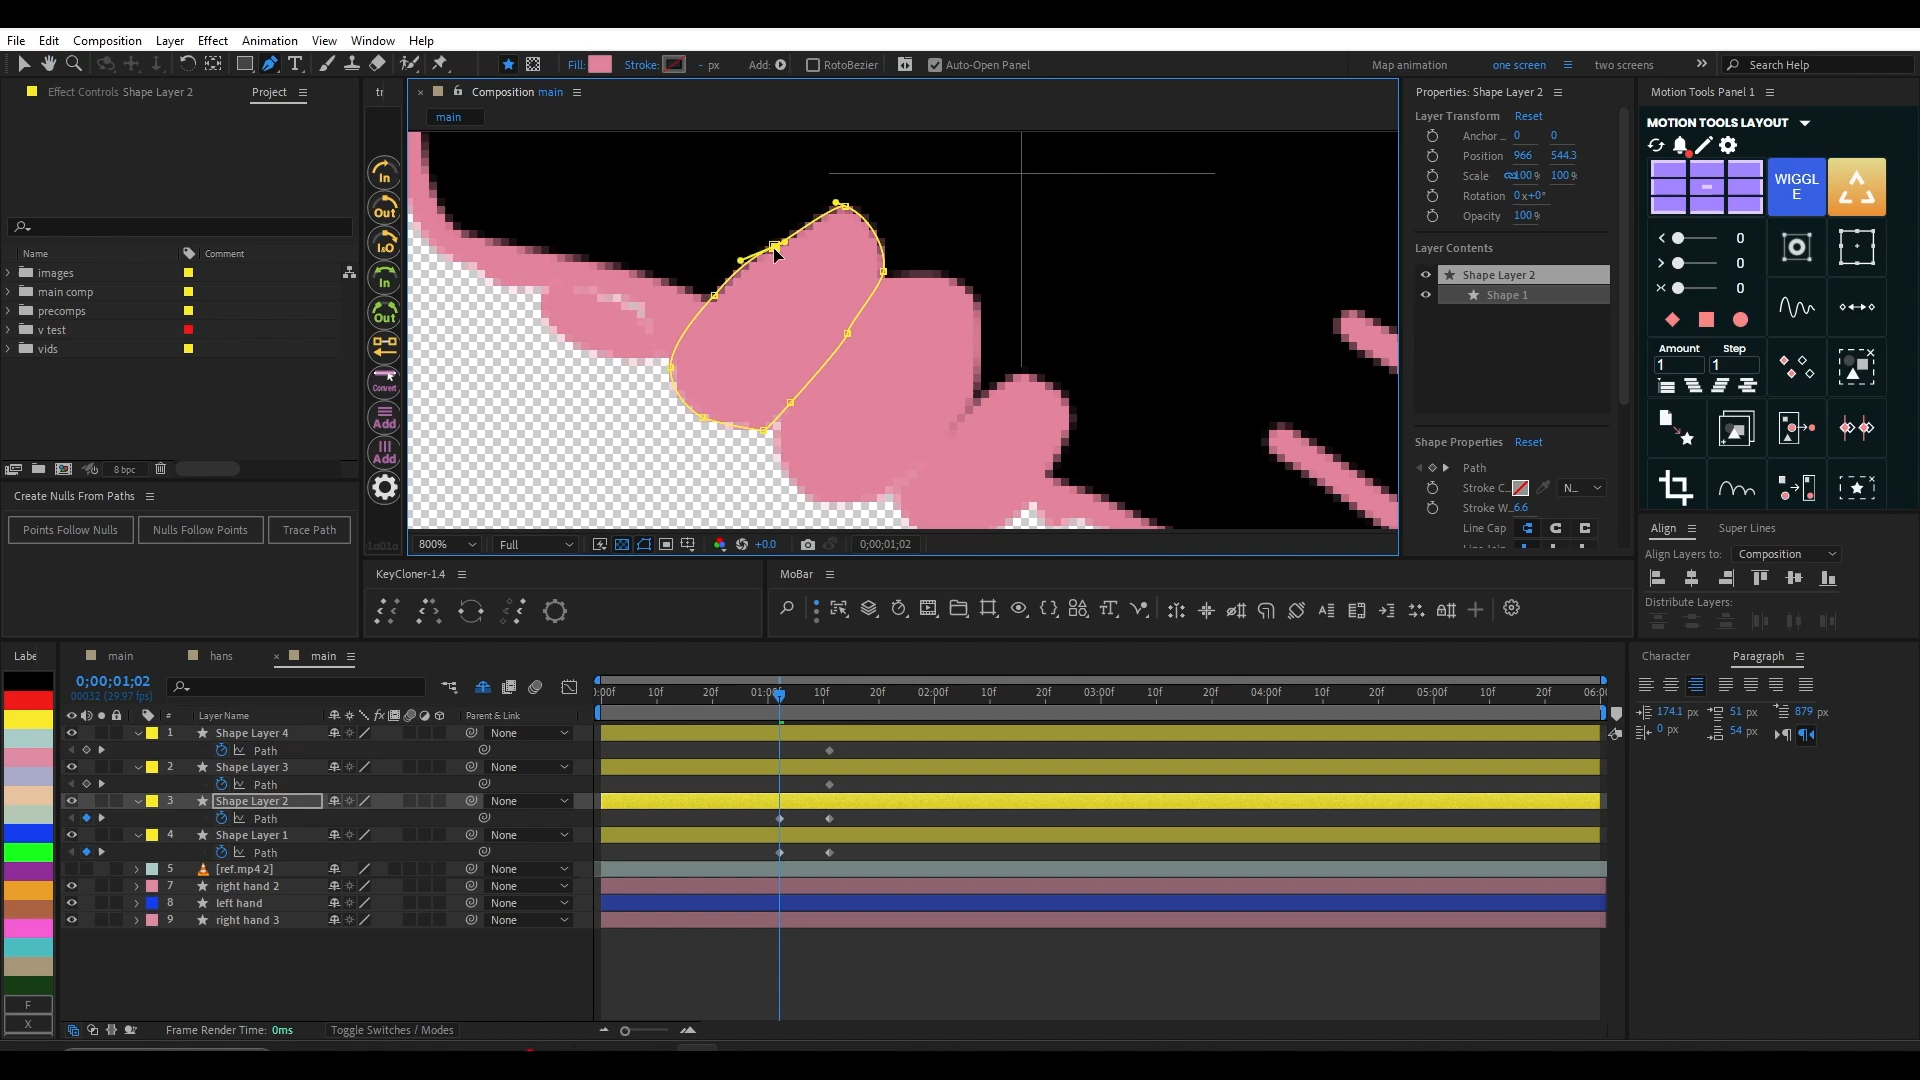 File Edit Composition Layer Effect Animation View Window Help
Fill: Stroke: - px Add: RotoBezier Auto-Open Panel Map animation one screen two screens Search Help
Effect Controls Shape Layer 2 Project
Composition main
main
Properties: Shape Layer 2
Layer Transform Reset
Anchor .. 0 0
Position 966 544.3
Scale 100 % 100 %
Rotation 0 x+0°
Opacity 100 %
Layer Contents
Shape Layer 2
Shape 1
Shape Properties Reset
Path
Stroke C.. N..
Stroke W.. 6.6
Line Cap
Motion Tools Panel 1
MOTION TOOLS LAYOUT
WIGGL
E
0
0
0
Amount Step
1 1
Name Comment
images
main comp
precomps
v test
vids
8 bpc
In
Out
I&O
In
Out
Convert
Add
Add
Create Nulls From Paths
Points Follow Nulls Nulls Follow Points Trace Path
800% Full +0.0 0;00;01;02
KeyCloner-1.4
MoBar
Align Super Lines
Align Layers to: Composition
Distribute Layers:
Labe main hans main
0;00;01;02
00032 (29.97 fps)
0:00f 10f 20f 01:00f 10f 20f 02:00f 10f 20f 03:00f 10f 20f 04:00f 10f 20f 05:00f 10f 20f 06:00
# Layer Name fx Parent & Link
1 Shape Layer 4 None
Path
2 Shape Layer 3 None
Path
3 Shape Layer 2 None
Path
4 Shape Layer 1 None
Path
5 [ref.mp4 2] None
7 right hand 2 None
8 left hand None
9 right hand 3 None
F
X
Frame Render Time: 0ms Toggle Switches / Modes
Character Paragraph
174.1 px 51 px 879 px
0 px 54 px